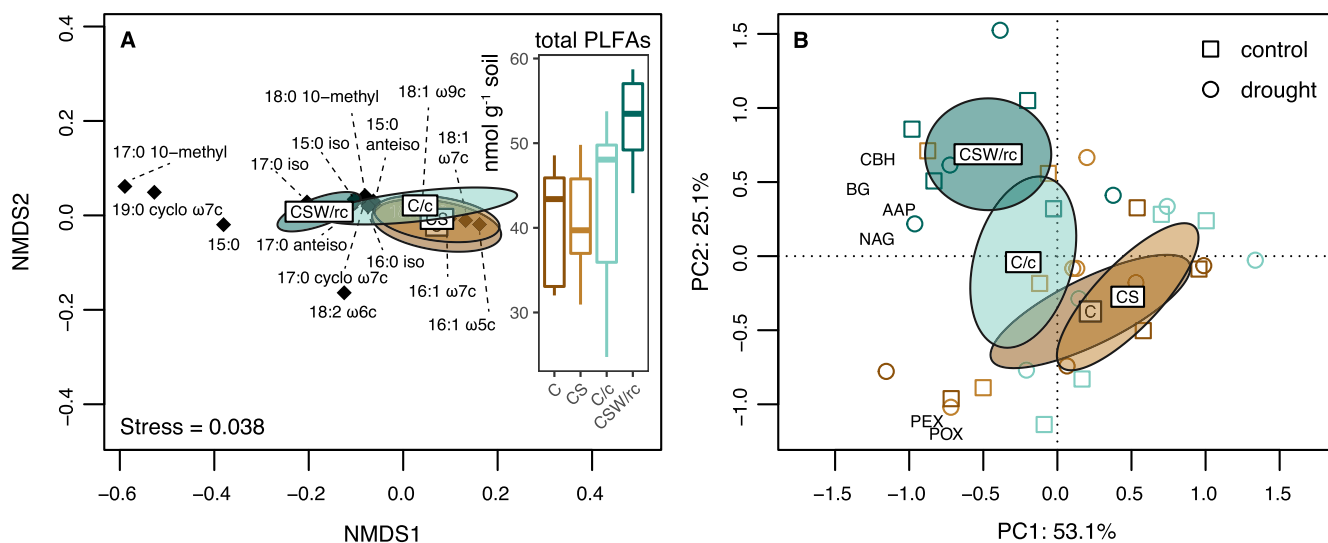 A
total PLFAs
nmol g⁻¹ soil
60
50
40
30
C
CS
C/c
CSW/rc
18:0 10−methyl
18:1 ω9c
15:0
anteiso
18:1
ω7c
15:0 iso
17:0 10−methyl
17:0 iso
19:0 cyclo ω7c
CSW/rc
C/c
CS
15:0
17:0 anteiso
16:0 iso
17:0 cyclo ω7c
16:1 ω7c
18:2 ω6c
16:1 ω5c
Stress = 0.038
0.4
0.2
0.0
−0.2
−0.4
NMDS2
−0.6
−0.4
−0.2
0.0
0.2
0.4
NMDS1
B
control
drought
CSW/rc
CBH
BG
AAP
NAG
C/c
CS
C
PEX
POX
1.5
1.0
0.5
0.0
−0.5
−1.0
PC2: 25.1%
−1.5
−1.0
−0.5
0.0
0.5
1.0
1.5
PC1: 53.1%